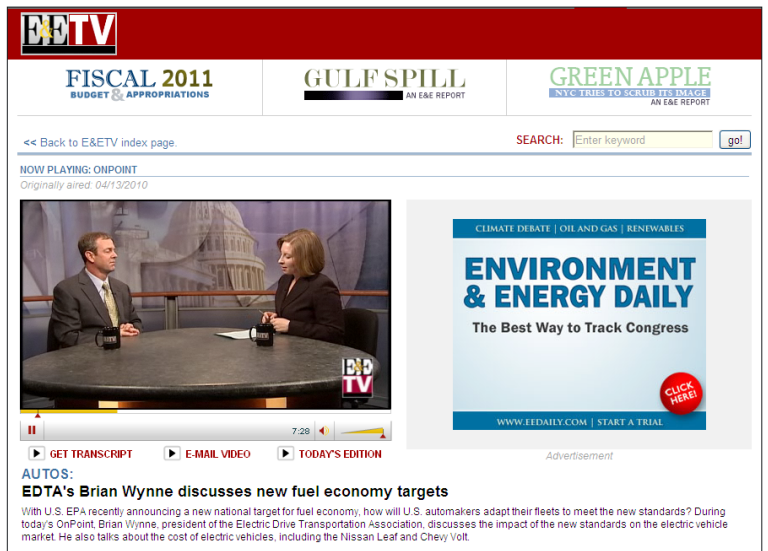 E&ETV
FISCAL 2011
BUDGET & APPROPRIATIONS
GULF SPILL
AN E&E REPORT
GREEN APPLE
NYC TRIES TO SCRUB ITS IMAGE
AN E&E REPORT
<< Back to E&ETV index page.
SEARCH: Enter keyword go!
NOW PLAYING: ONPOINT
Originally aired: 04/13/2010
E&E
TV
7:28
GET TRANSCRIPT E-MAIL VIDEO TODAY'S EDITION
CLIMATE DEBATE | OIL AND GAS | RENEWABLES
ENVIRONMENT
& ENERGY DAILY
The Best Way to Track Congress
CLICK
HERE!
WWW.EEDAILY.COM | START A TRIAL
Advertisement
AUTOS:
EDTA's Brian Wynne discusses new fuel economy targets
With U.S. EPA recently announcing a new national target for fuel economy, how will U.S. automakers adapt their fleets to meet the new standards? During
today's OnPoint, Brian Wynne, president of the Electric Drive Transportation Association, discusses the impact of the new standards on the electric vehicle
market. He also talks about the cost of electric vehicles, including the Nissan Leaf and Chevy Volt.